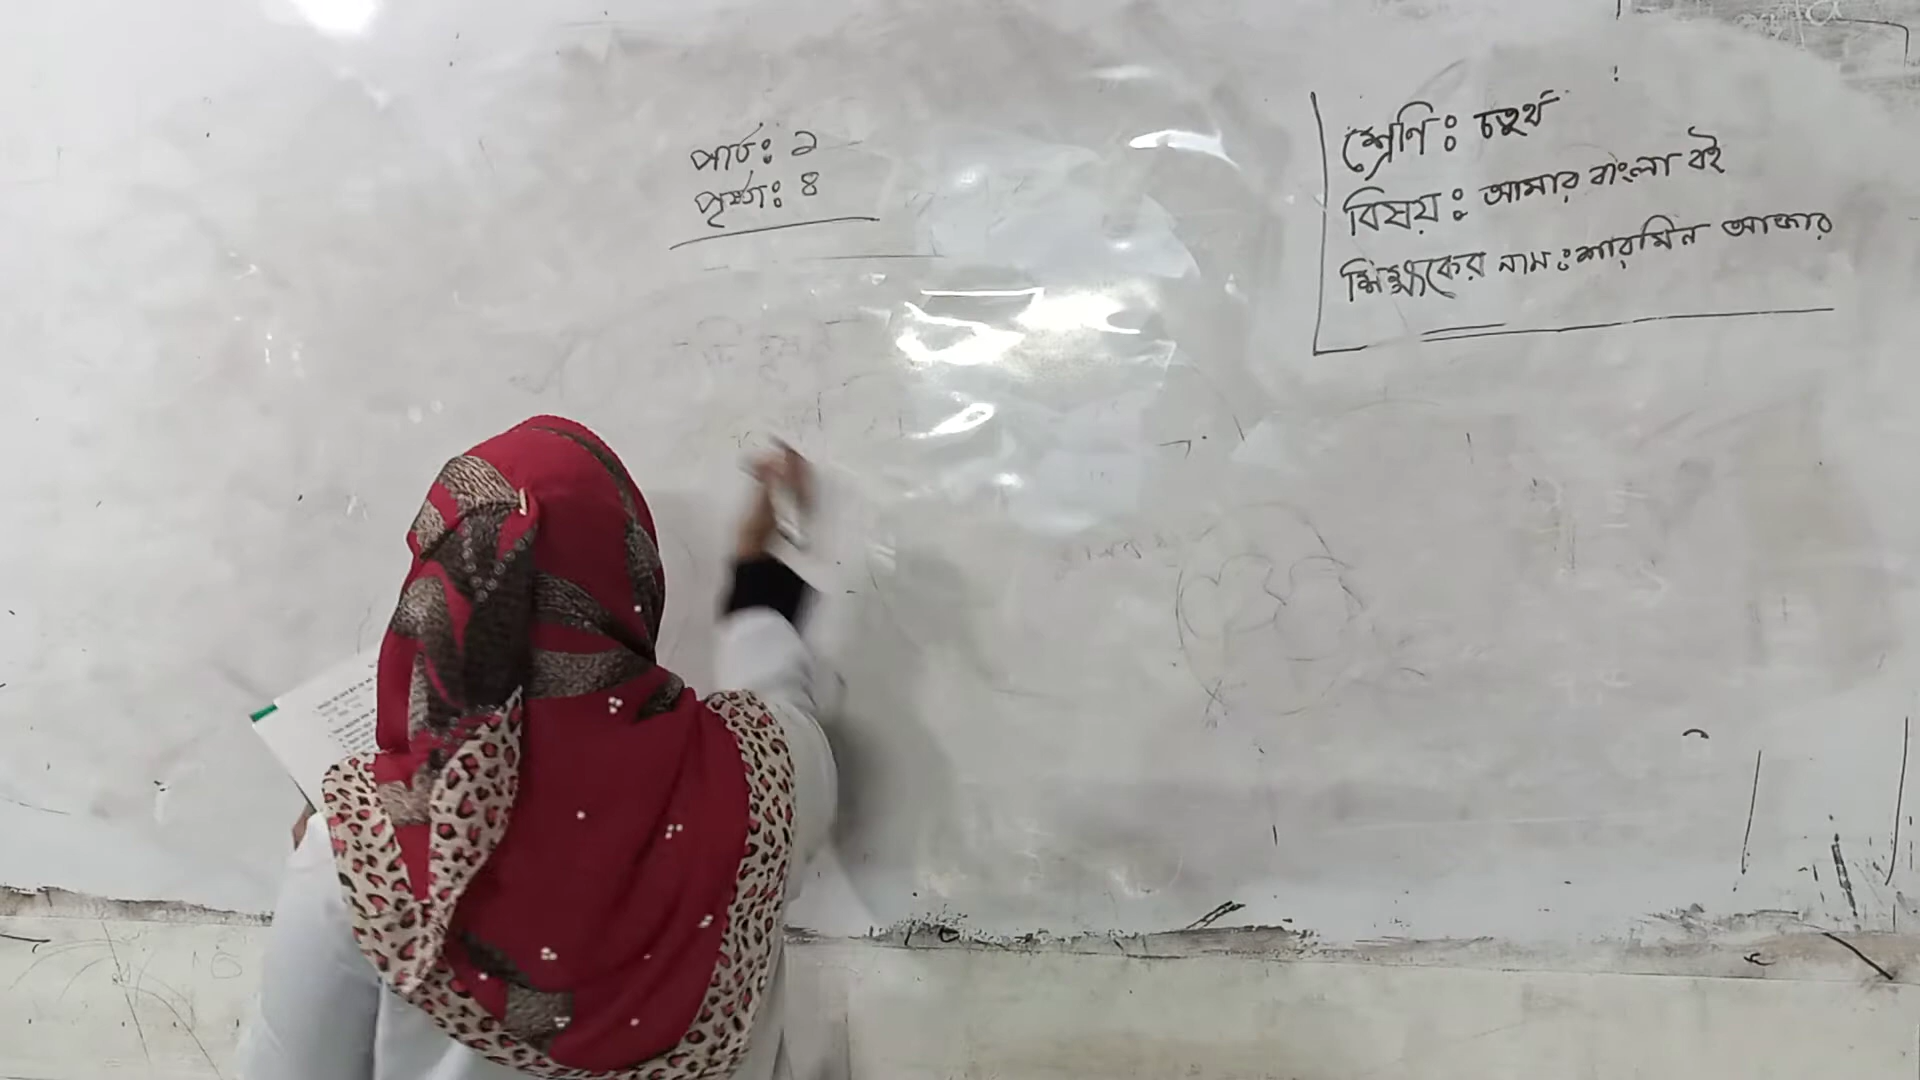 পাঠঃ ১
পৃষ্ঠাঃ ৪
শ্রেণিঃ চতুর্থ
বিষয়ঃ আমার বাংলা বই
শিক্ষকের নামঃ শারমিন আক্তার